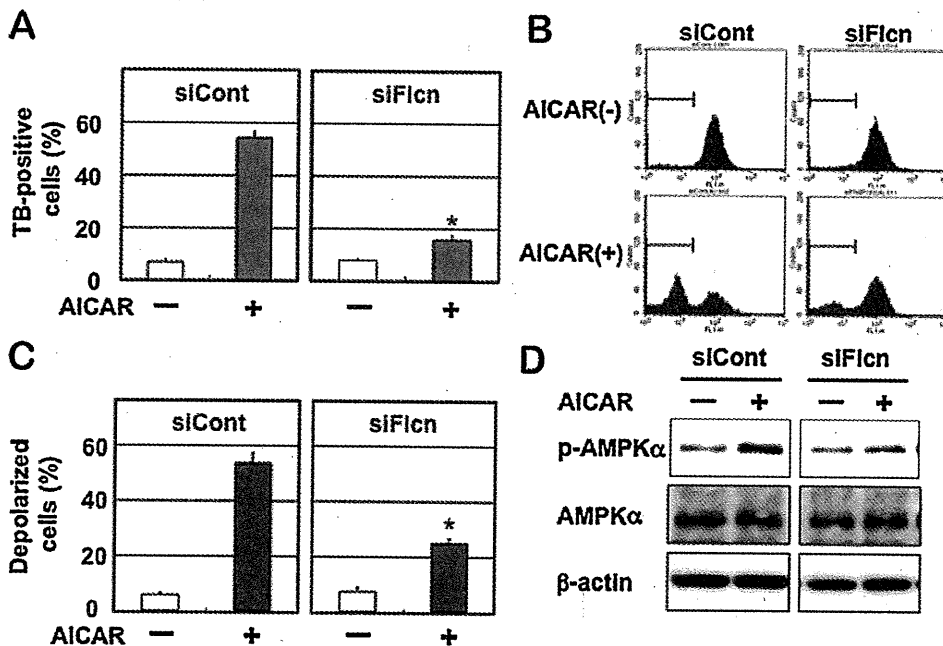 A
siCont
siFlcn
TB-positive
cells (%)
60
40
20
0
AICAR
— + — +
B
siCont
siFlcn
AICAR(-)
AICAR(+)
C
siCont
siFlcn
Depolarized
cells (%)
60
40
20
0
*
*
AICAR
— + — +
D
siCont
siFlcn
AICAR
— + — +
p-AMPKα
AMPKα
β-actin